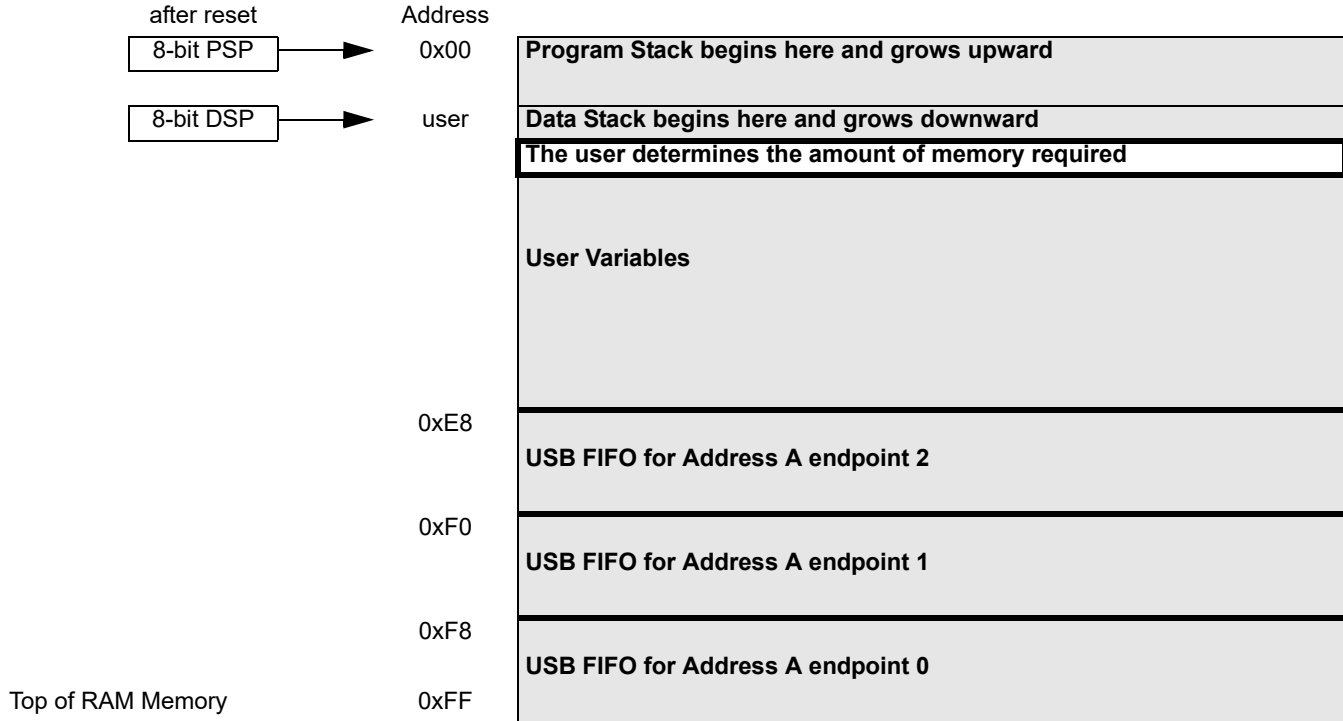 after reset Address
8-bit PSP 0x00 Program Stack begins here and grows upward
8-bit DSP user Data Stack begins here and grows downward
The user determines the amount of memory required
User Variables
0xE8
USB FIFO for Address A endpoint 2
0xF0
USB FIFO for Address A endpoint 1
0xF8
USB FIFO for Address A endpoint 0
Top of RAM Memory 0xFF